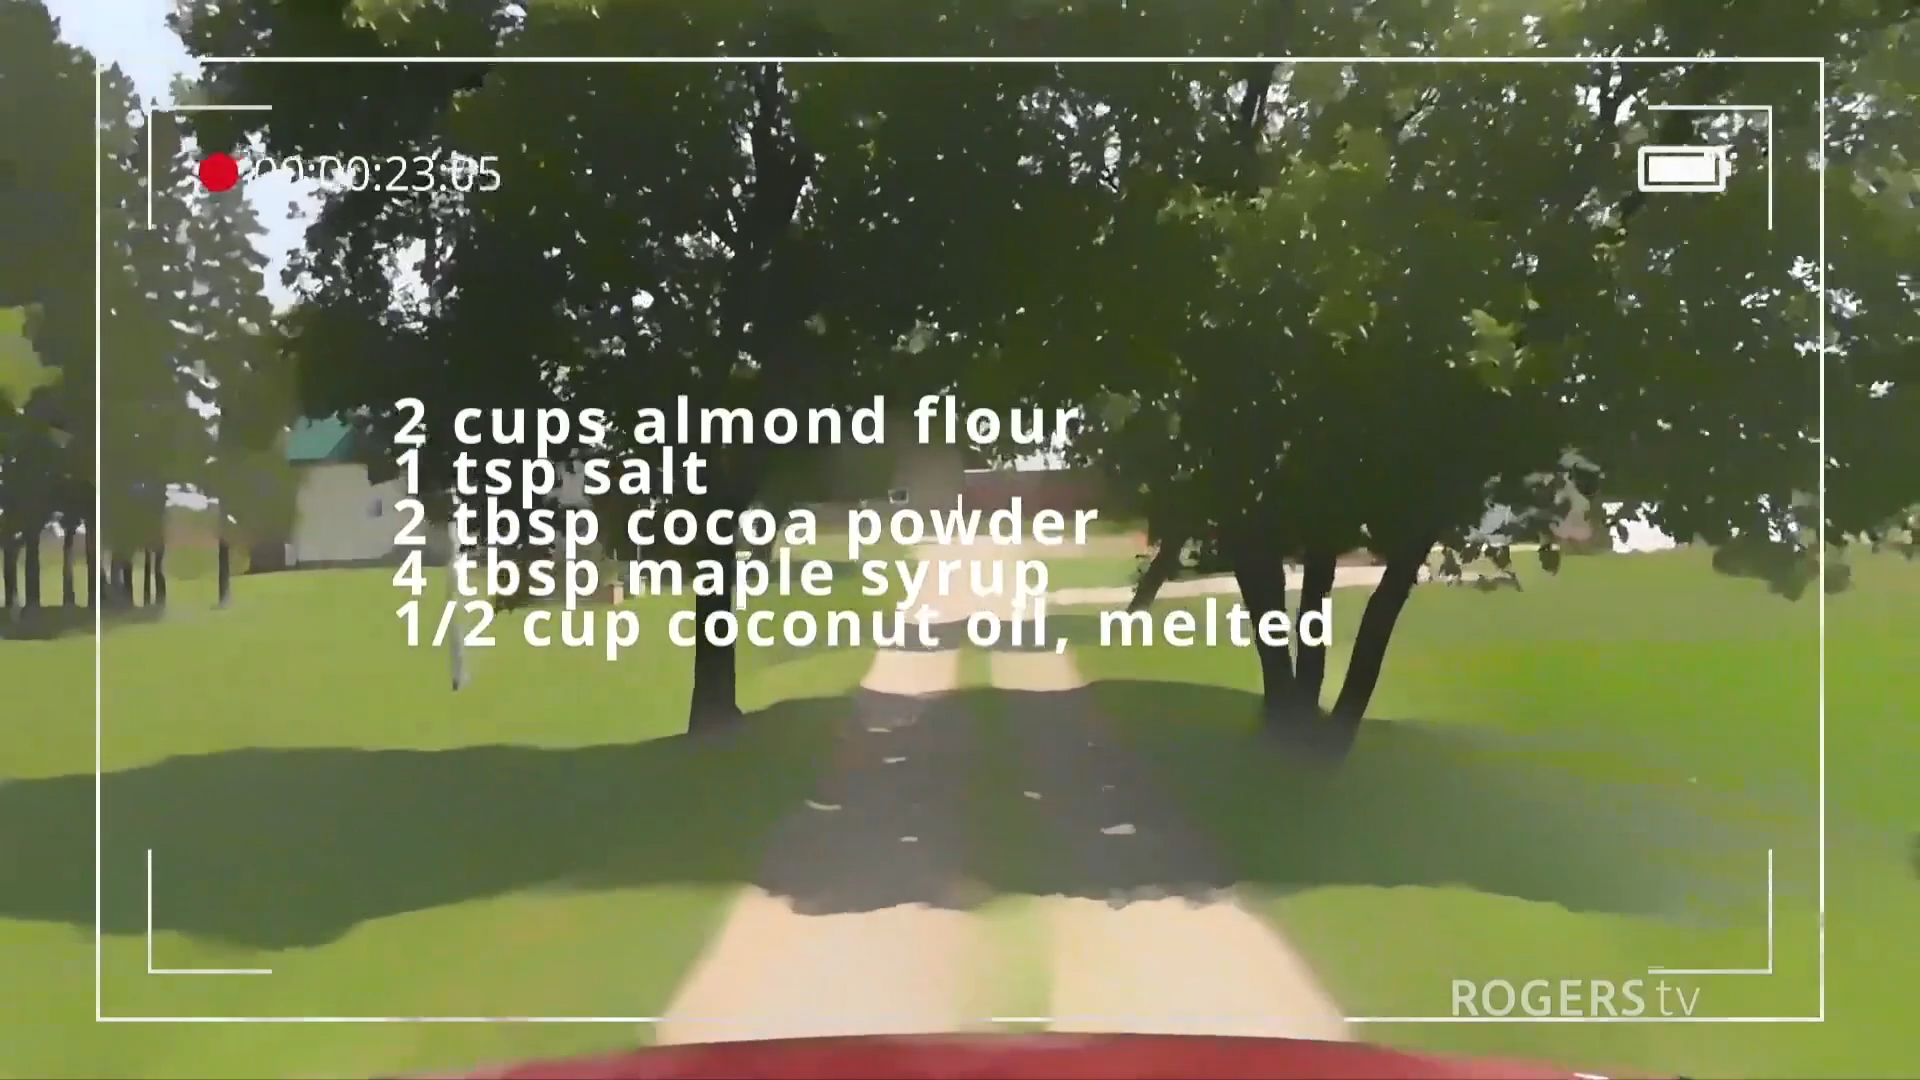 00:00:23:05
2 cups almond flour
1 tsp salt
2 tbsp cocoa powder
4 tbsp maple syrup
1/2 cup coconut oil, melted
ROGERS tv